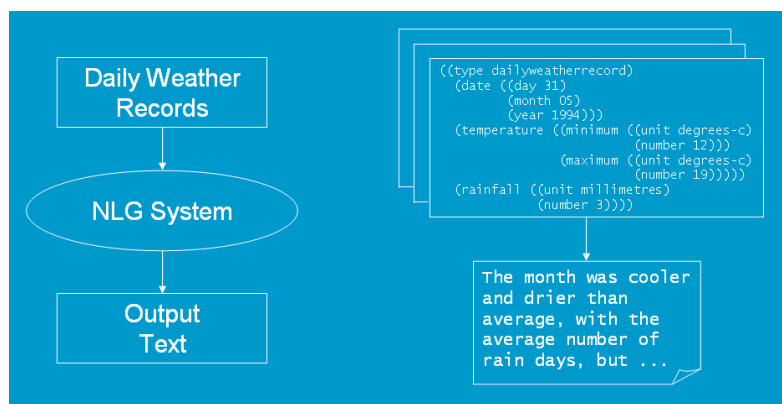 Daily Weather
Records
NLG System
Output
Text
((type dailyweatherrecord)
(date ((day 31)
(month 05)
(year 1994)))
(temperature ((minimum ((unit degrees-c)
(number 12)))
(maximum ((unit degrees-c)
(number 19)))))
(rainfall ((unit millimetres)
(number 3))))
The month was cooler
and drier than
average, with the
average number of
rain days, but ...